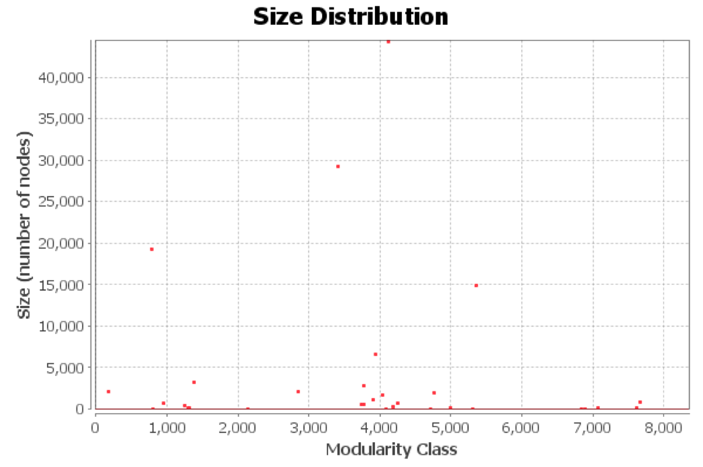 Size Distribution
40,000
35,000
30,000
25,000
20,000
15,000
10,000
5,000
0
Size (number of nodes)
0 1,000 2,000 3,000 4,000 5,000 6,000 7,000 8,000
Modularity Class